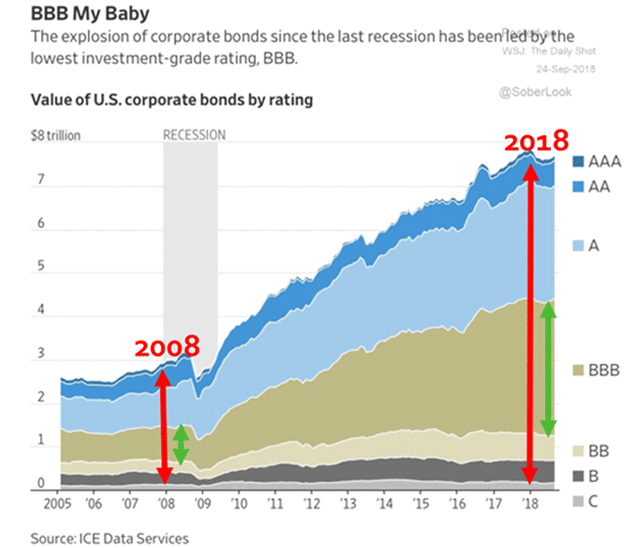 BBB My Baby
The explosion of corporate bonds since the last recession has been led by the
lowest investment-grade rating, BBB.
Posted on
WSJ: The Daily Shot
24-Sep-2018
@SoberLook
Value of U.S. corporate bonds by rating
$8 trillion
RECESSION
2018
AAA
AA
7
6
A
5
4
3
2008
BBB
2
1
BB
B
0
C
2005 '06 '07 '08 '09 '10 '11 '12 '13 '14 '15 '16 '17 '18
Source: ICE Data Services